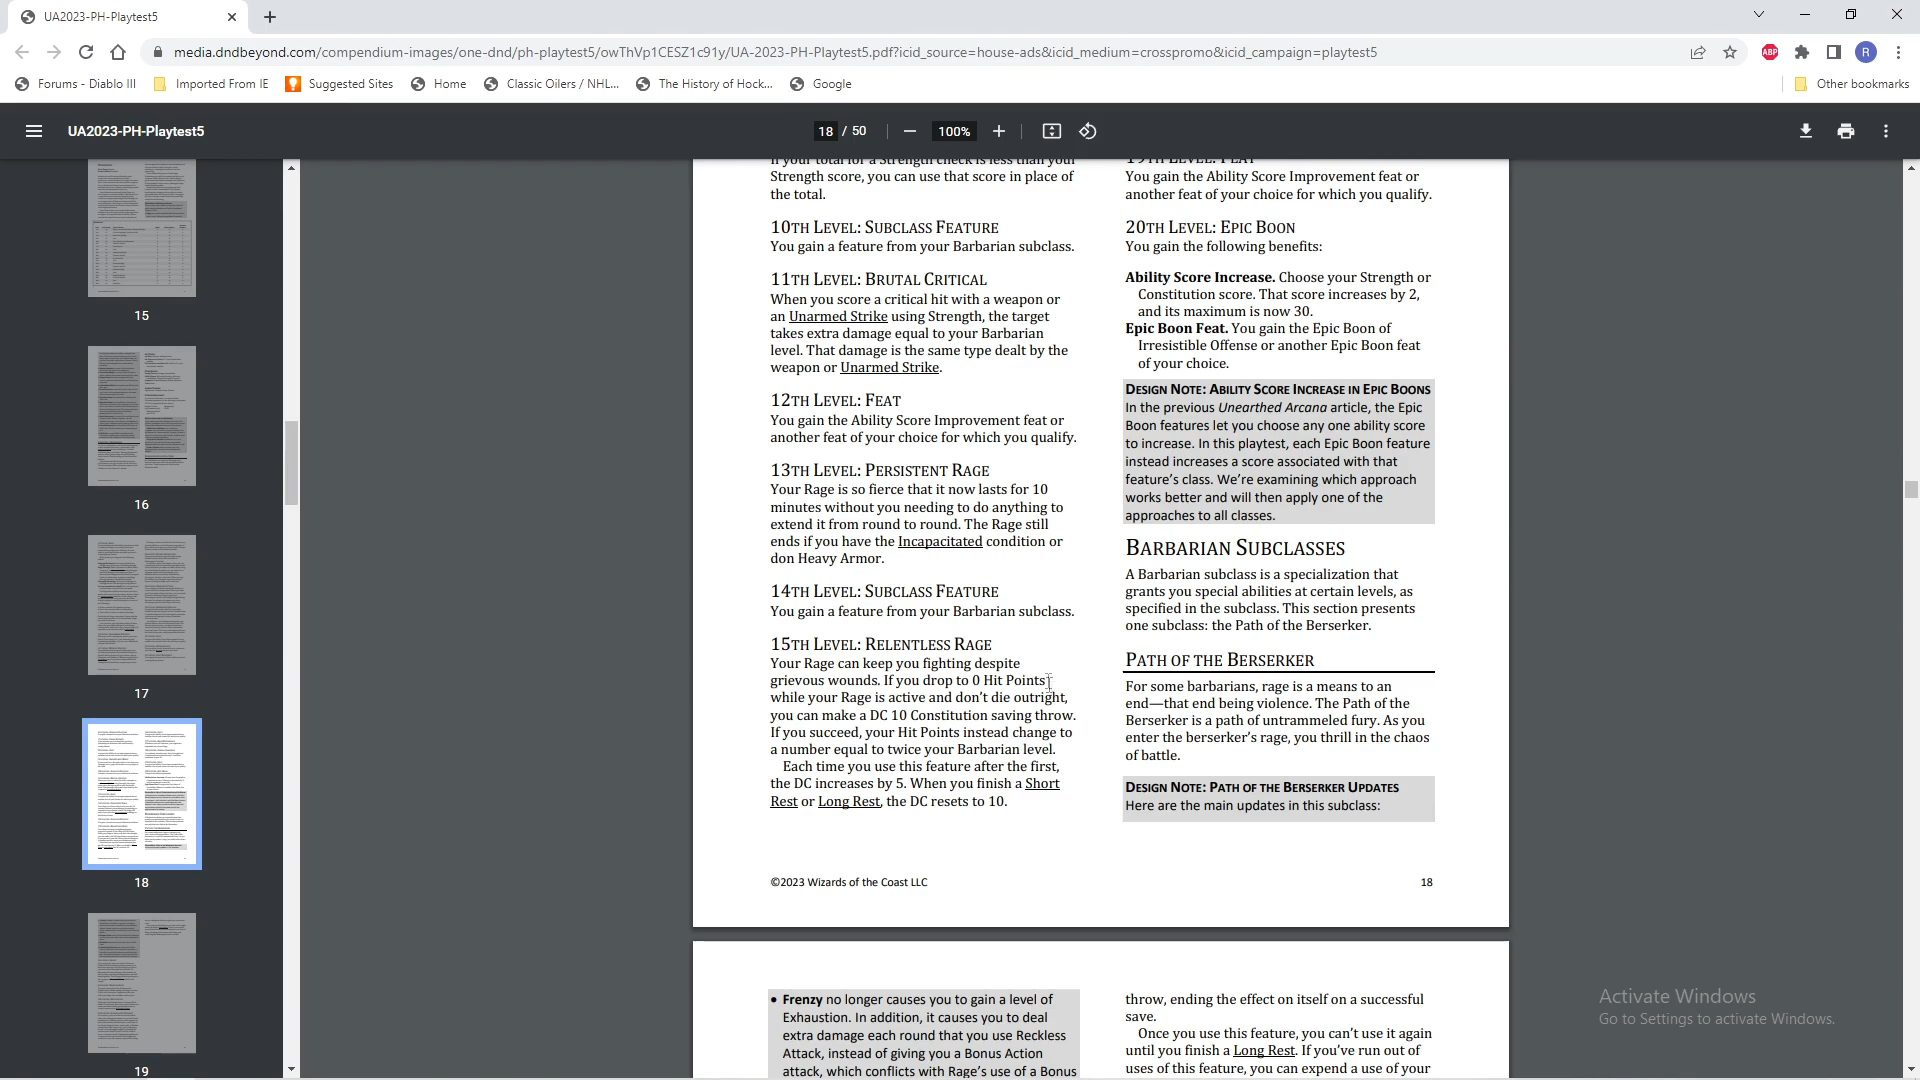 UA2023-PH-Playtest5
media.dndbeyond.com/compendium-images/one-dnd/ph-playtest5/owThVp1CESZ1c91y/UA-2023-PH-Playtest5.pdf?icid_source=house-ads&icid_medium=crosspromo&icid_campaign=playtest5
ABP
R
Forums - Diablo III
Imported From IE
Suggested Sites
Home
Classic Oilers / NHL...
The History of Hock...
Google
Other bookmarks
UA2023-PH-Playtest5
18 / 50
100%
15
16
17
18
19
If your total for a Strength check is less than your
Strength score, you can use that score in place of
the total.
10TH LEVEL: SUBCLASS FEATURE
You gain a feature from your Barbarian subclass.
11TH LEVEL: BRUTAL CRITICAL
When you score a critical hit with a weapon or
an Unarmed Strike using Strength, the target
takes extra damage equal to your Barbarian
level. That damage is the same type dealt by the
weapon or Unarmed Strike.
12TH LEVEL: FEAT
You gain the Ability Score Improvement feat or
another feat of your choice for which you qualify.
13TH LEVEL: PERSISTENT RAGE
Your Rage is so fierce that it now lasts for 10
minutes without you needing to do anything to
extend it from round to round. The Rage still
ends if you have the Incapacitated condition or
don Heavy Armor.
14TH LEVEL: SUBCLASS FEATURE
You gain a feature from your Barbarian subclass.
15TH LEVEL: RELENTLESS RAGE
Your Rage can keep you fighting despite
grievous wounds. If you drop to 0 Hit Points
while your Rage is active and don't die outright,
you can make a DC 10 Constitution saving throw.
If you succeed, your Hit Points instead change to
a number equal to twice your Barbarian level.
Each time you use this feature after the first,
the DC increases by 5. When you finish a Short
Rest or Long Rest, the DC resets to 10.
19TH LEVEL: FEAT
You gain the Ability Score Improvement feat or
another feat of your choice for which you qualify.
20TH LEVEL: EPIC BOON
You gain the following benefits:
Ability Score Increase. Choose your Strength or
Constitution score. That score increases by 2,
and its maximum is now 30.
Epic Boon Feat. You gain the Epic Boon of
Irresistible Offense or another Epic Boon feat
of your choice.
DESIGN NOTE: ABILITY SCORE INCREASE IN EPIC BOONS
In the previous Unearthed Arcana article, the Epic
Boon features let you choose any one ability score
to increase. In this playtest, each Epic Boon feature
instead increases a score associated with that
feature's class. We're examining which approach
works better and will then apply one of the
approaches to all classes.
BARBARIAN SUBCLASSES
A Barbarian subclass is a specialization that
grants you special abilities at certain levels, as
specified in the subclass. This section presents
one subclass: the Path of the Berserker.
PATH OF THE BERSERKER
For some barbarians, rage is a means to an
end—that end being violence. The Path of the
Berserker is a path of untrammeled fury. As you
enter the berserker's rage, you thrill in the chaos
of battle.
DESIGN NOTE: PATH OF THE BERSERKER UPDATES
Here are the main updates in this subclass:
©2023 Wizards of the Coast LLC
18
• Frenzy no longer causes you to gain a level of
Exhaustion. In addition, it causes you to deal
extra damage each round that you use Reckless
Attack, instead of giving you a Bonus Action
attack, which conflicts with Rage's use of a Bonus
throw, ending the effect on itself on a successful
save.
Once you use this feature, you can't use it again
until you finish a Long Rest. If you've run out of
uses of this feature, you can expend a use of your
Activate Windows
Go to Settings to activate Windows.